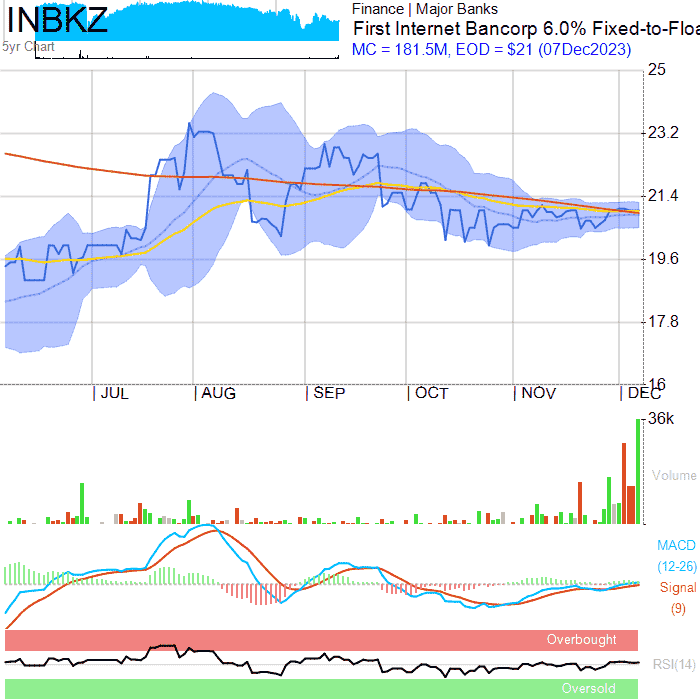 INBKZ
5yr Chart
Finance | Major Banks
First Internet Bancorp 6.0% Fixed-to-Floa
MC = 181.5M, EOD = $21 (07Dec2023)
25
23.2
21.4
19.6
17.8
16
JUL AUG SEP OCT NOV DEC
36k
Volume
MACD
(12-26)
Signal
(9)
Overbought
RSI(14)
Oversold